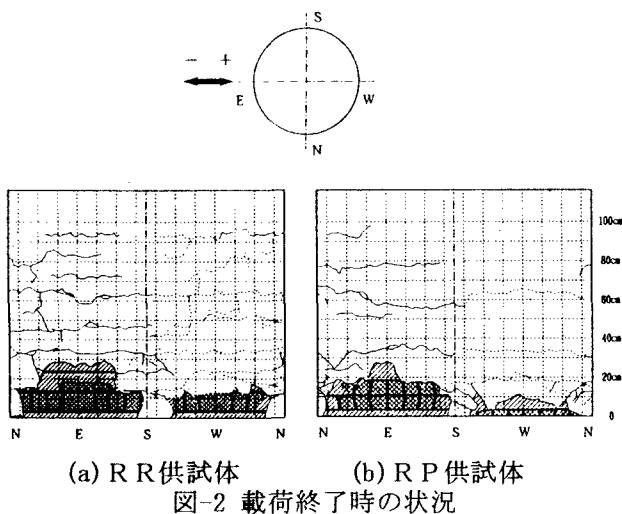 S
－ ＋
E W
N
100cm
80cm
60cm
40cm
20cm
0
N E S W N N E S W N
(a) ＲＲ供試体 (b) ＲＰ供試体
図-2 載荷終了時の状況